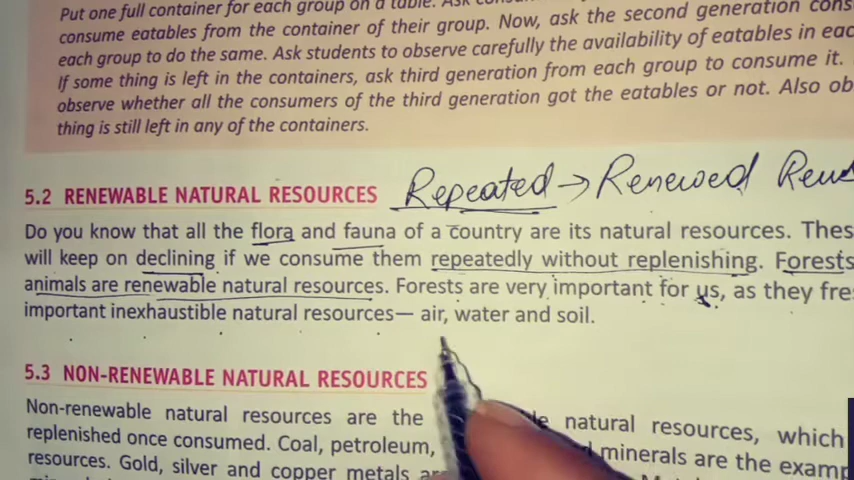 Put one full container for each group on a table. Ask
consume eatables from the container of their group. Now, ask the second generation cons
each group to do the same. Ask students to observe carefully the availability of eatables in eac
If some thing is left in the containers, ask third generation from each group to consume it.
observe whether all the consumers of the third generation got the eatables or not. Also ob
thing is still left in any of the containers.
5.2 RENEWABLE NATURAL RESOURCES Repeated → Renewed
Do you know that all the flora and fauna of a country are its natural resources. Thes
will keep on declining if we consume them repeatedly without replenishing. Forests
animals are renewable natural resources. Forests are very important for us, as they fre
important inexhaustible natural resources— air, water and soil.
5.3 NON-RENEWABLE NATURAL RESOURCES
Non-renewable natural resources are the natural resources, which
replenished once consumed. Coal, petroleum, minerals are the examp
resources. Gold, silver and copper metals